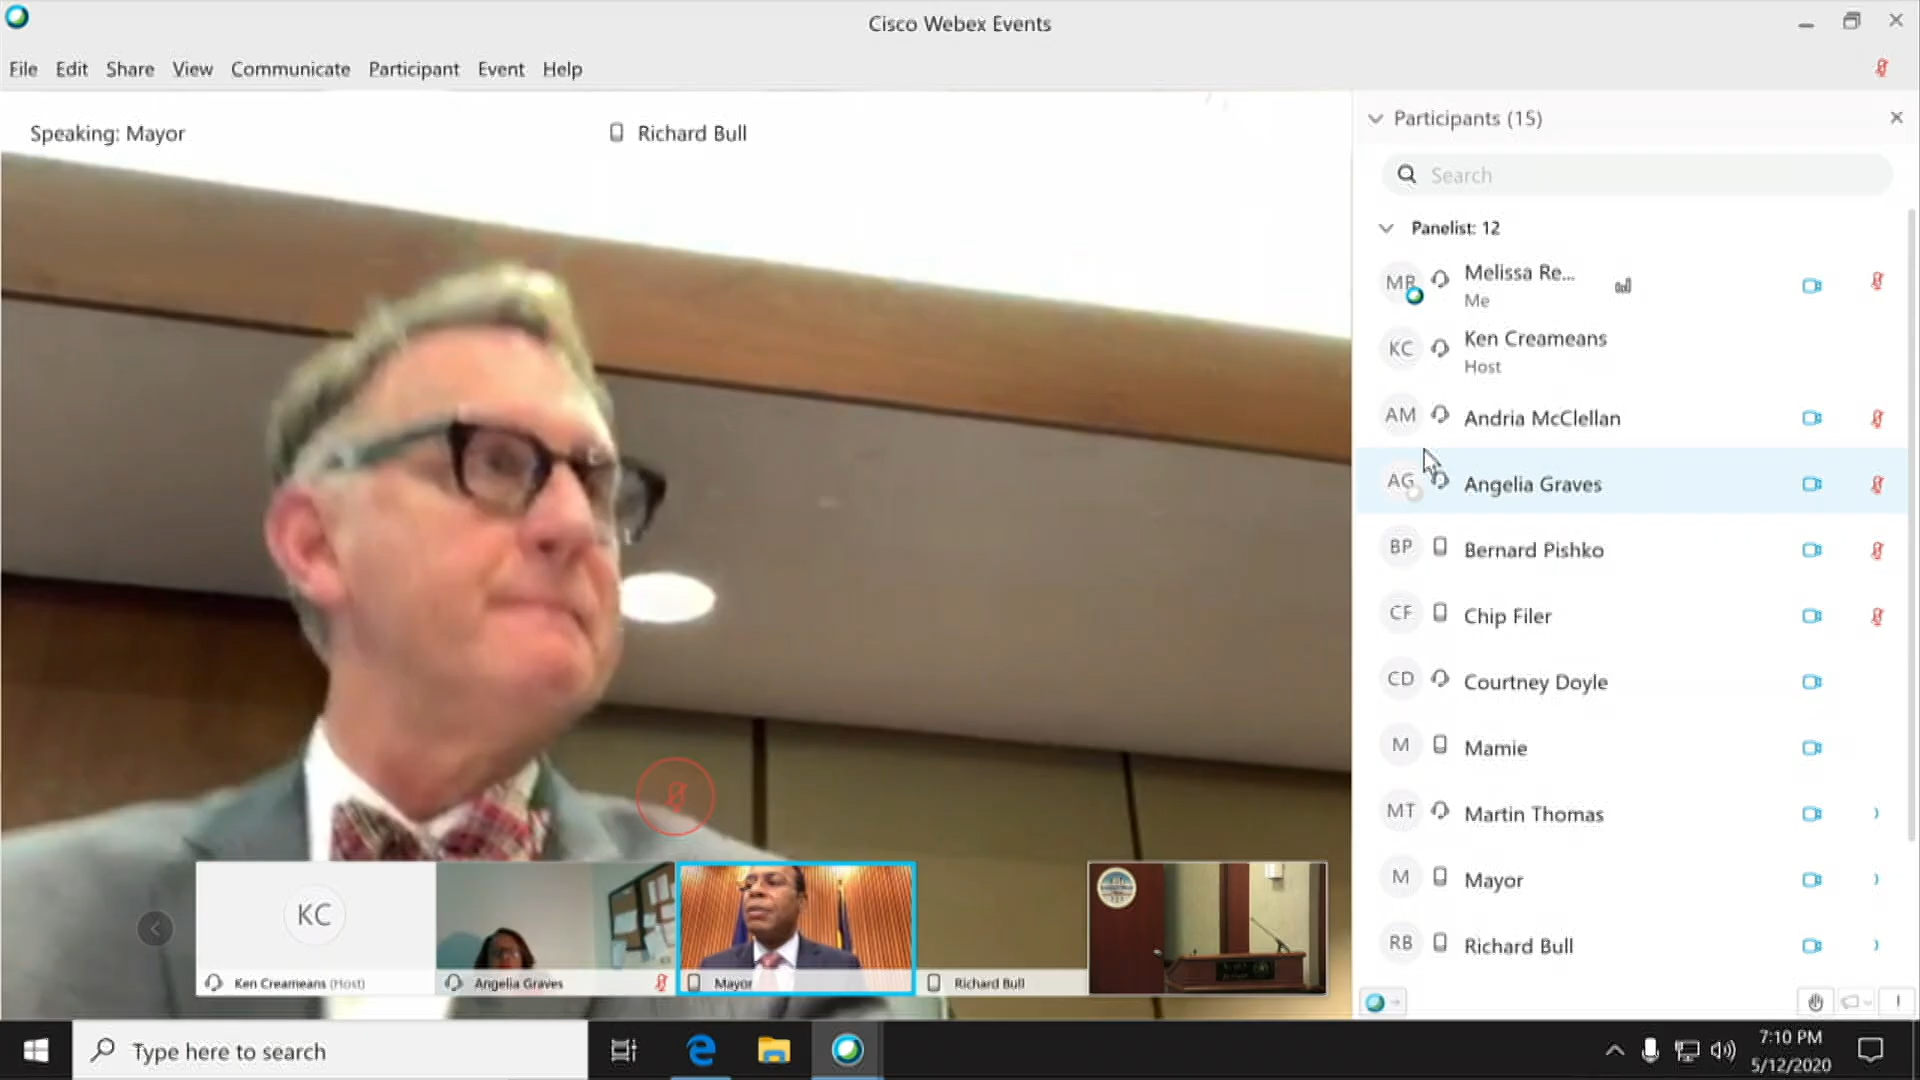 Cisco Webex Events
File Edit Share View Communicate Participant Event Help
Speaking: Mayor
Richard Bull
Participants (15)
Search
Panelist: 12
MR Melissa Re...
Me
KC Ken Creameans
Host
AM Andria McClellan
AG Angelia Graves
BP Bernard Pishko
CF Chip Filer
CD Courtney Doyle
M Mamie
MT Martin Thomas
M Mayor
RB Richard Bull
KC
Ken Creameans (Host)
Angelia Graves
Mayor
Richard Bull
Type here to search
7:10 PM
5/12/2020